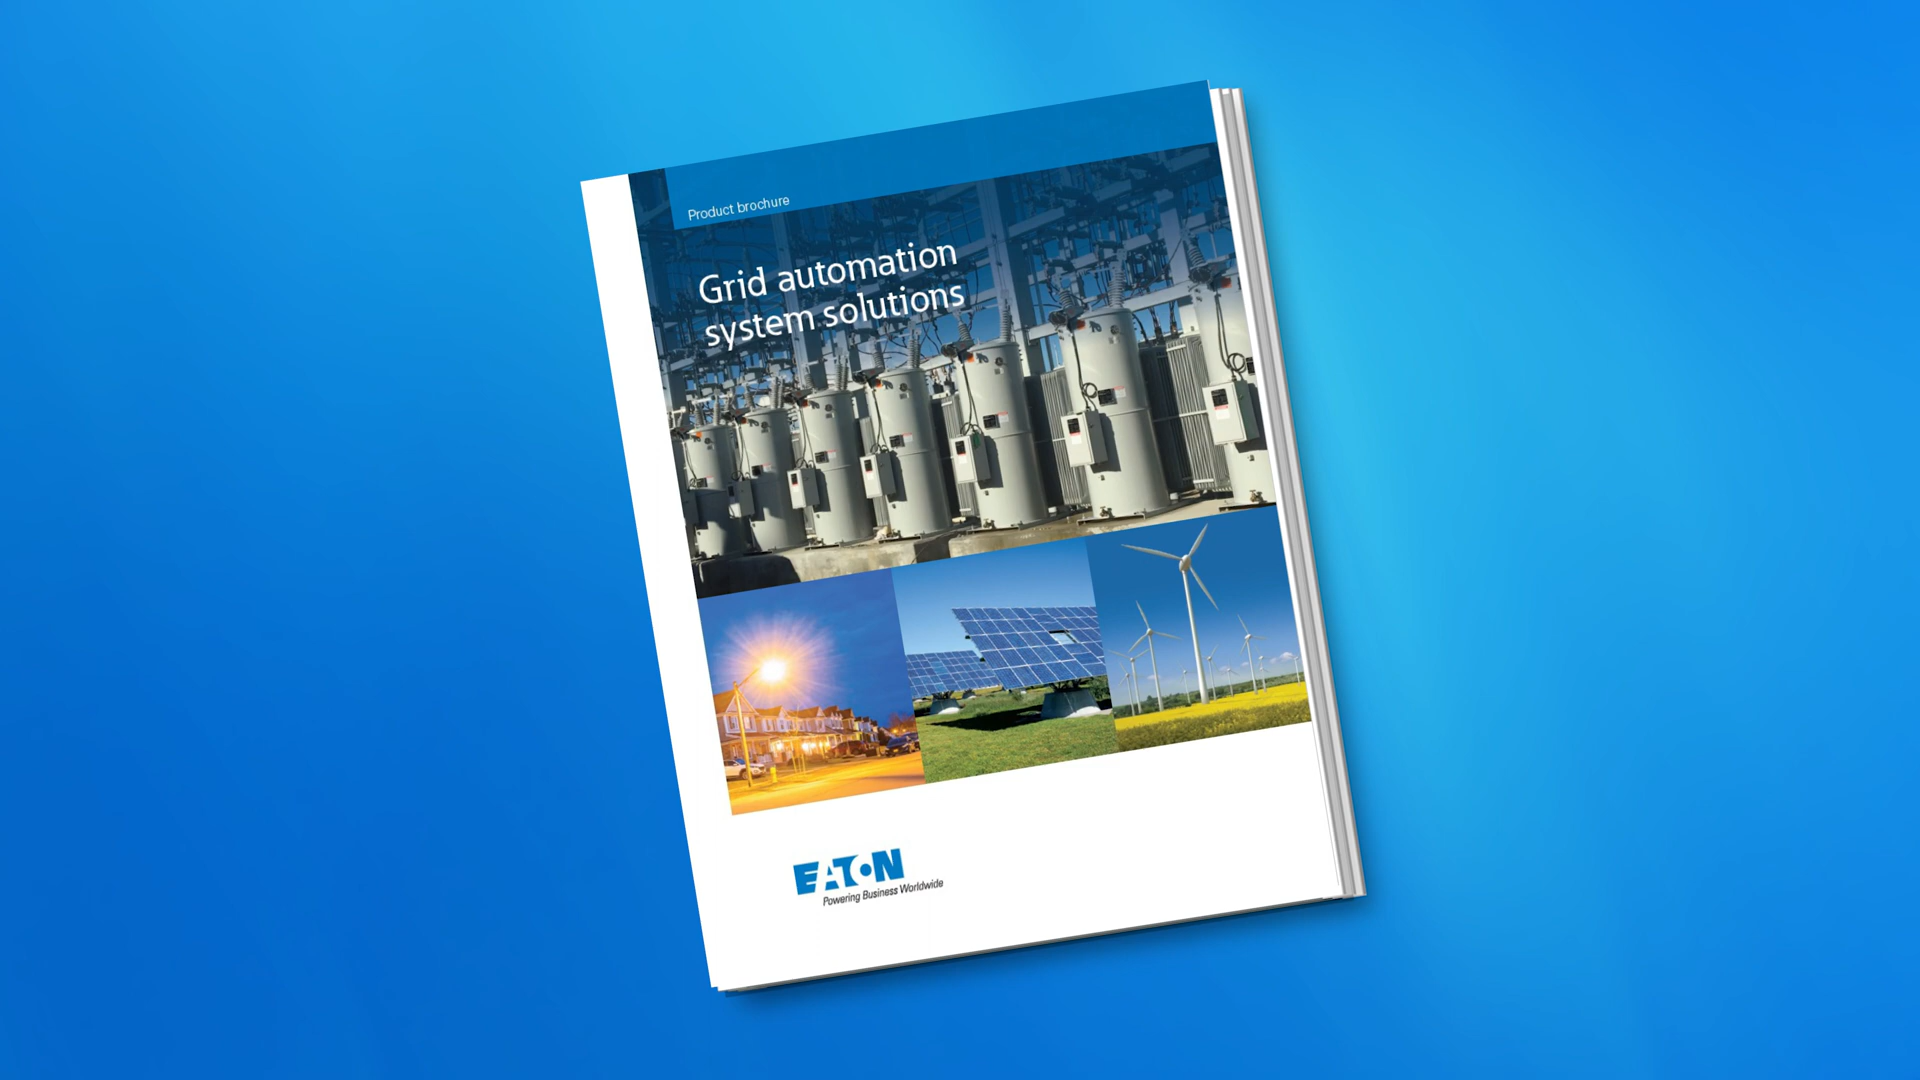 Product brochure
Grid automation
system solutions
EATON
Powering Business Worldwide